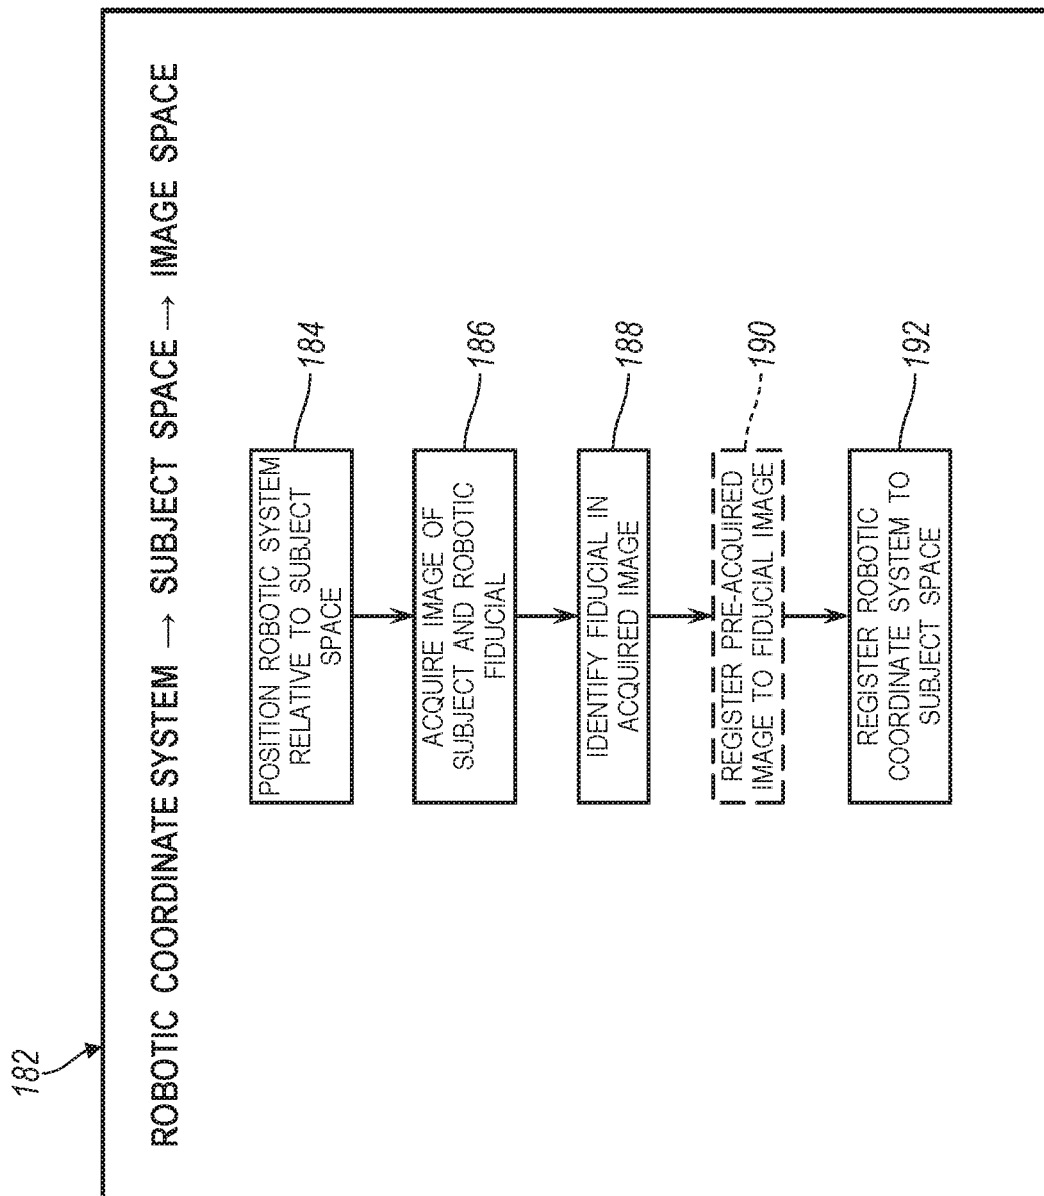 182
ROBOTIC COORDINATE SYSTEM → SUBJECT SPACE → IMAGE SPACE
POSITION ROBOTIC SYSTEM
RELATIVE TO SUBJECT
SPACE
184
ACQUIRE IMAGE OF
SUBJECT AND ROBOTIC
FIDUCIAL
186
IDENTIFY FIDUCIAL IN
ACQUIRED IMAGE
188
REGISTER PRE-ACQUIRED
IMAGE TO FIDUCIAL IMAGE
190
REGISTER ROBOTIC
COORDINATE SYSTEM TO
SUBJECT SPACE
192